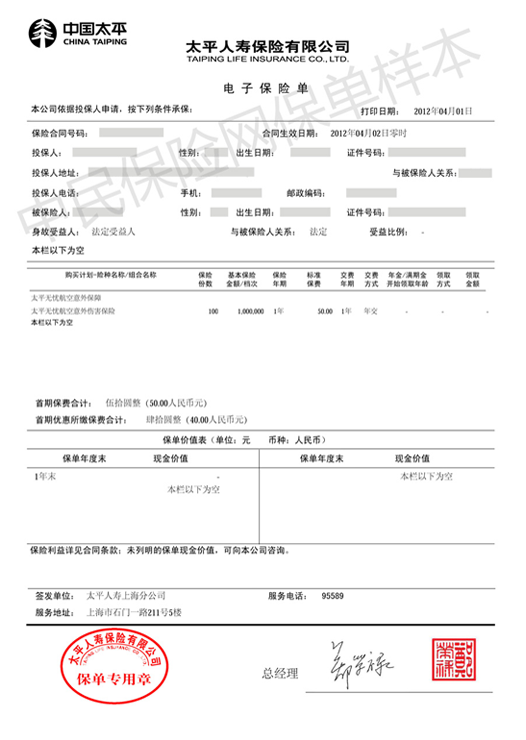 中国太平
CHINA TAIPING
太平人寿保险有限公司
TAIPING LIFE INSURANCE CO.,LTD.
电子保险单
本公司依据投保人申请，按下列条件承保：
打印日期： 2012年04月01日
保险合同号码： 合同生效日期： 2012年04月02日零时
投保人： 性别： 出生日期： 证件号码：
投保人地址： 与被保险人关系：
投保人电话： 手机： 邮政编码：
被保险人： 性别： 出生日期： 证件号码：
身故受益人： 法定受益人 与被保险人关系： 法定 受益比例： -
本栏以下为空
购买计划-险种名称/组合名称 保险份数 基本保险金额/档次 保险年期 标准保费 交费年期 交费方式 年金/满期金开始领取年龄 领取方式 领取金额
太平无忧航空意外保障
太平无忧航空意外伤害保险 100 1,000,000 1年 50.00 1年 年交 - - -
本栏以下为空
首期保费合计： 伍拾圆整 (50.00人民币元)
首期优惠所缴保费合计： 肆拾圆整 (40.00人民币元)
保单价值表（单位：元 币种：人民币）
保单年度末 现金价值 保单年度末 现金价值
1年末 - 本栏以下为空
本栏以下为空
保险利益详见合同条款；未列明的保单现金价值，可向本公司咨询。
签发单位： 太平人寿上海分公司 服务电话： 95589
服务地址： 上海市石门一路211号5楼
太平人寿保险有限公司
TAIPING LIFE INSURANCE CO.,LTD.
保单专用章
总经理
郑荣禄
中民保险网保单样本